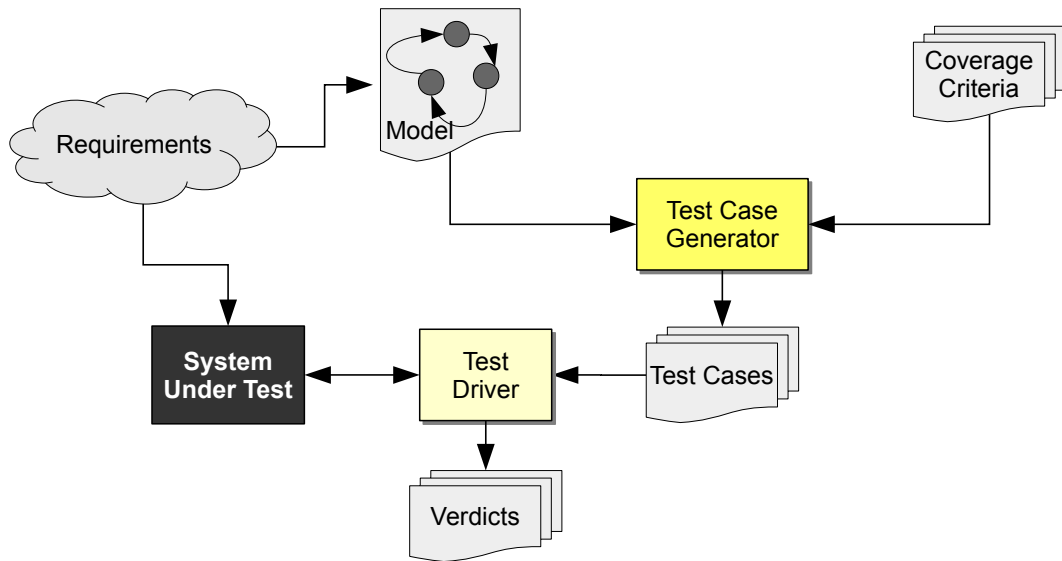 Requirements
Model
Coverage
Criteria
Test Case
Generator
System
Under Test
Test
Driver
Test Cases
Verdicts